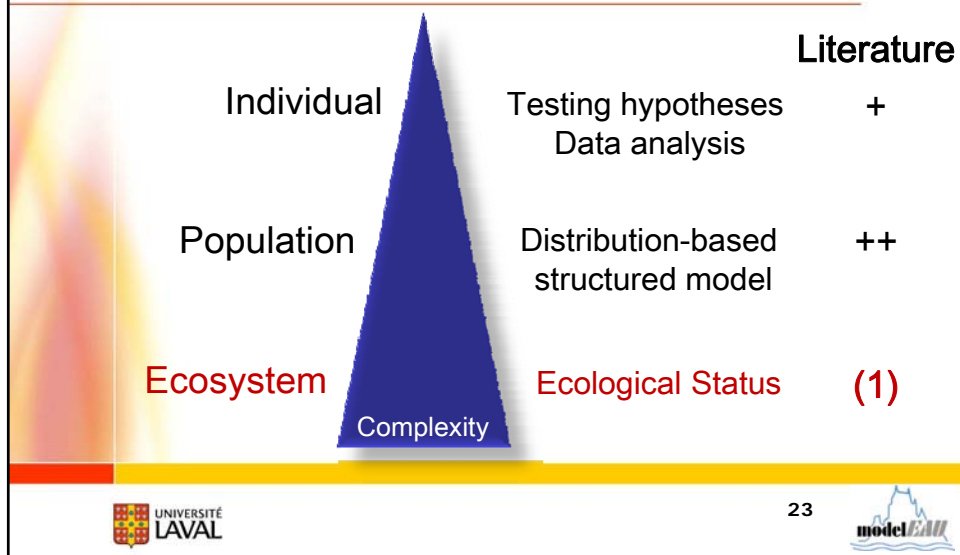 Literature
Individual
Testing hypotheses
Data analysis
+
Population
Distribution-based
structured model
++
Ecosystem
Ecological Status
(1)
Complexity
UNIVERSITÉ
LAVAL
23
modelEAU